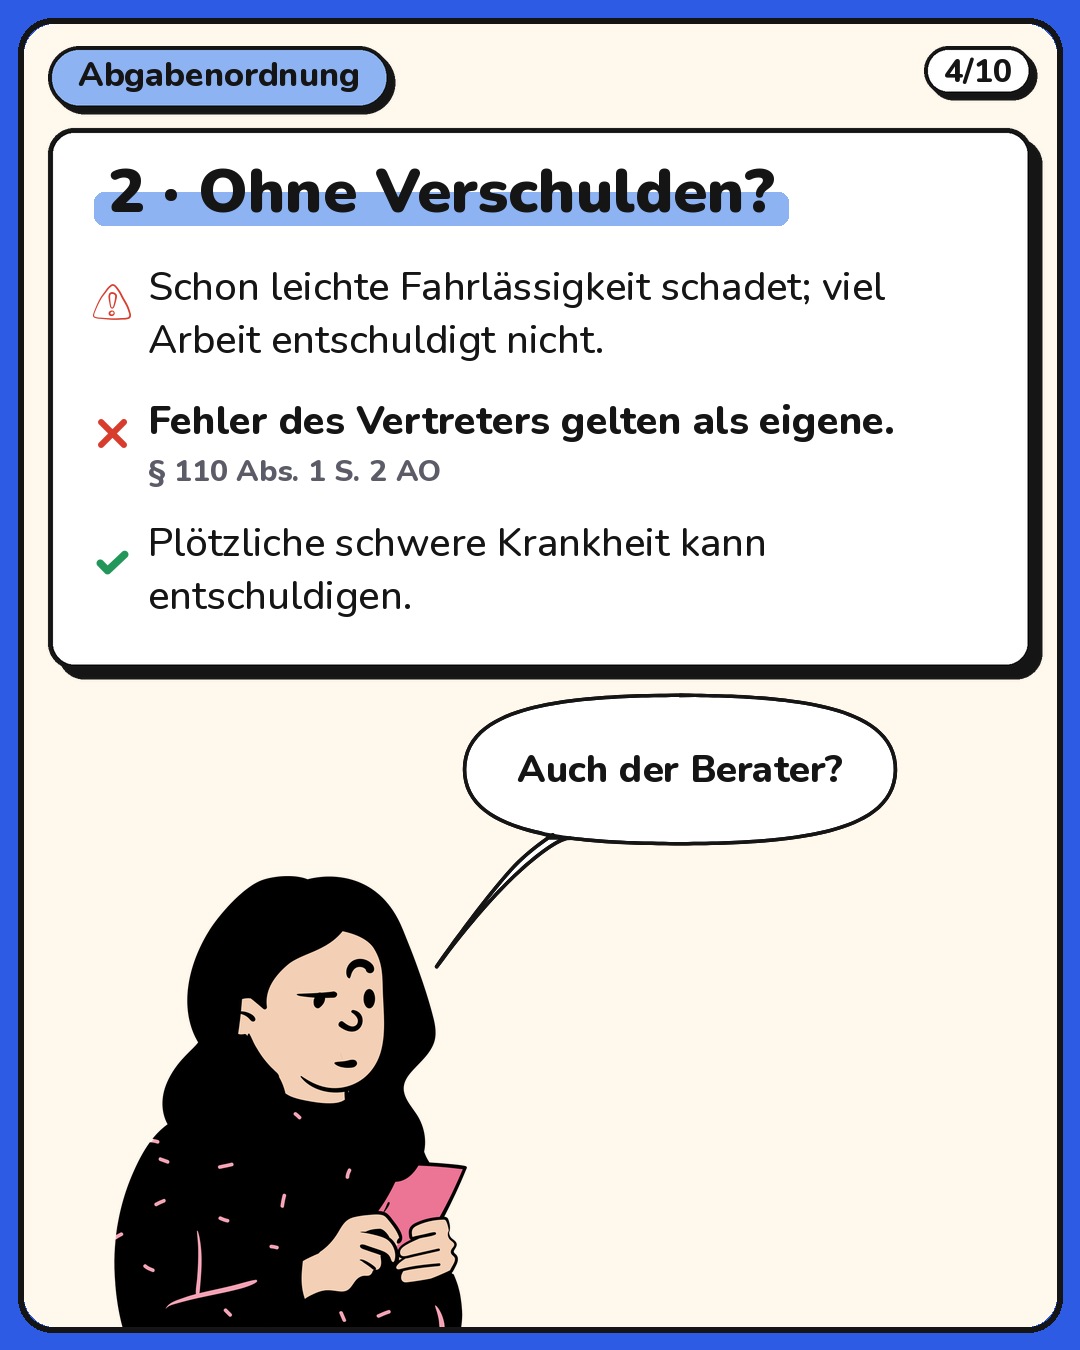 Abgabenordnung
4/10
2 · Ohne Verschulden?
Schon leichte Fahrlässigkeit schadet; viel
Arbeit entschuldigt nicht.
Fehler des Vertreters gelten als eigene.
§ 110 Abs. 1 S. 2 AO
Plötzliche schwere Krankheit kann
entschuldigen.
Auch der Berater?